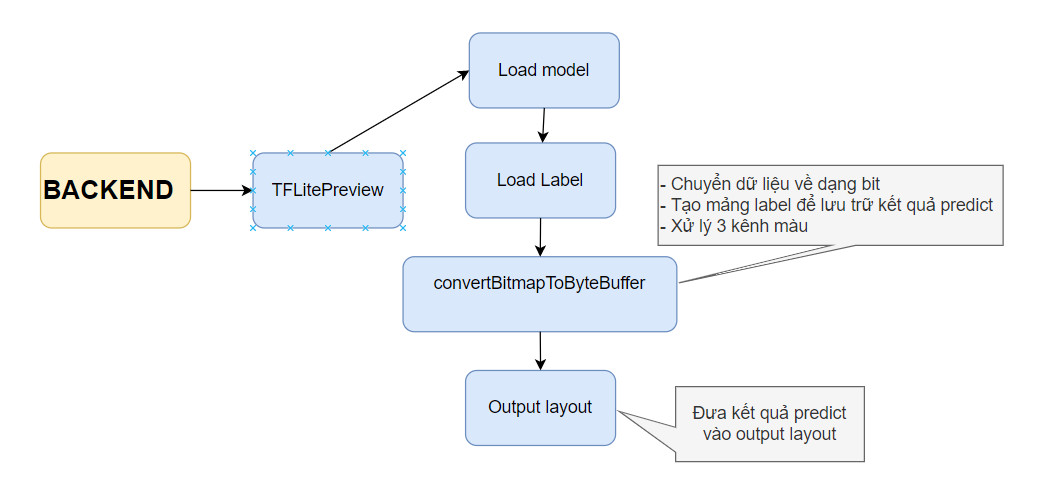 Load model
BACKEND
TFLitePreview
Load Label
- Chuyển dữ liệu về dạng bit
- Tạo mảng label để lưu trữ kết quả predict
- Xử lý 3 kênh màu
convertBitmapToByteBuffer
Output layout
Đưa kết quả predict
vào output layout